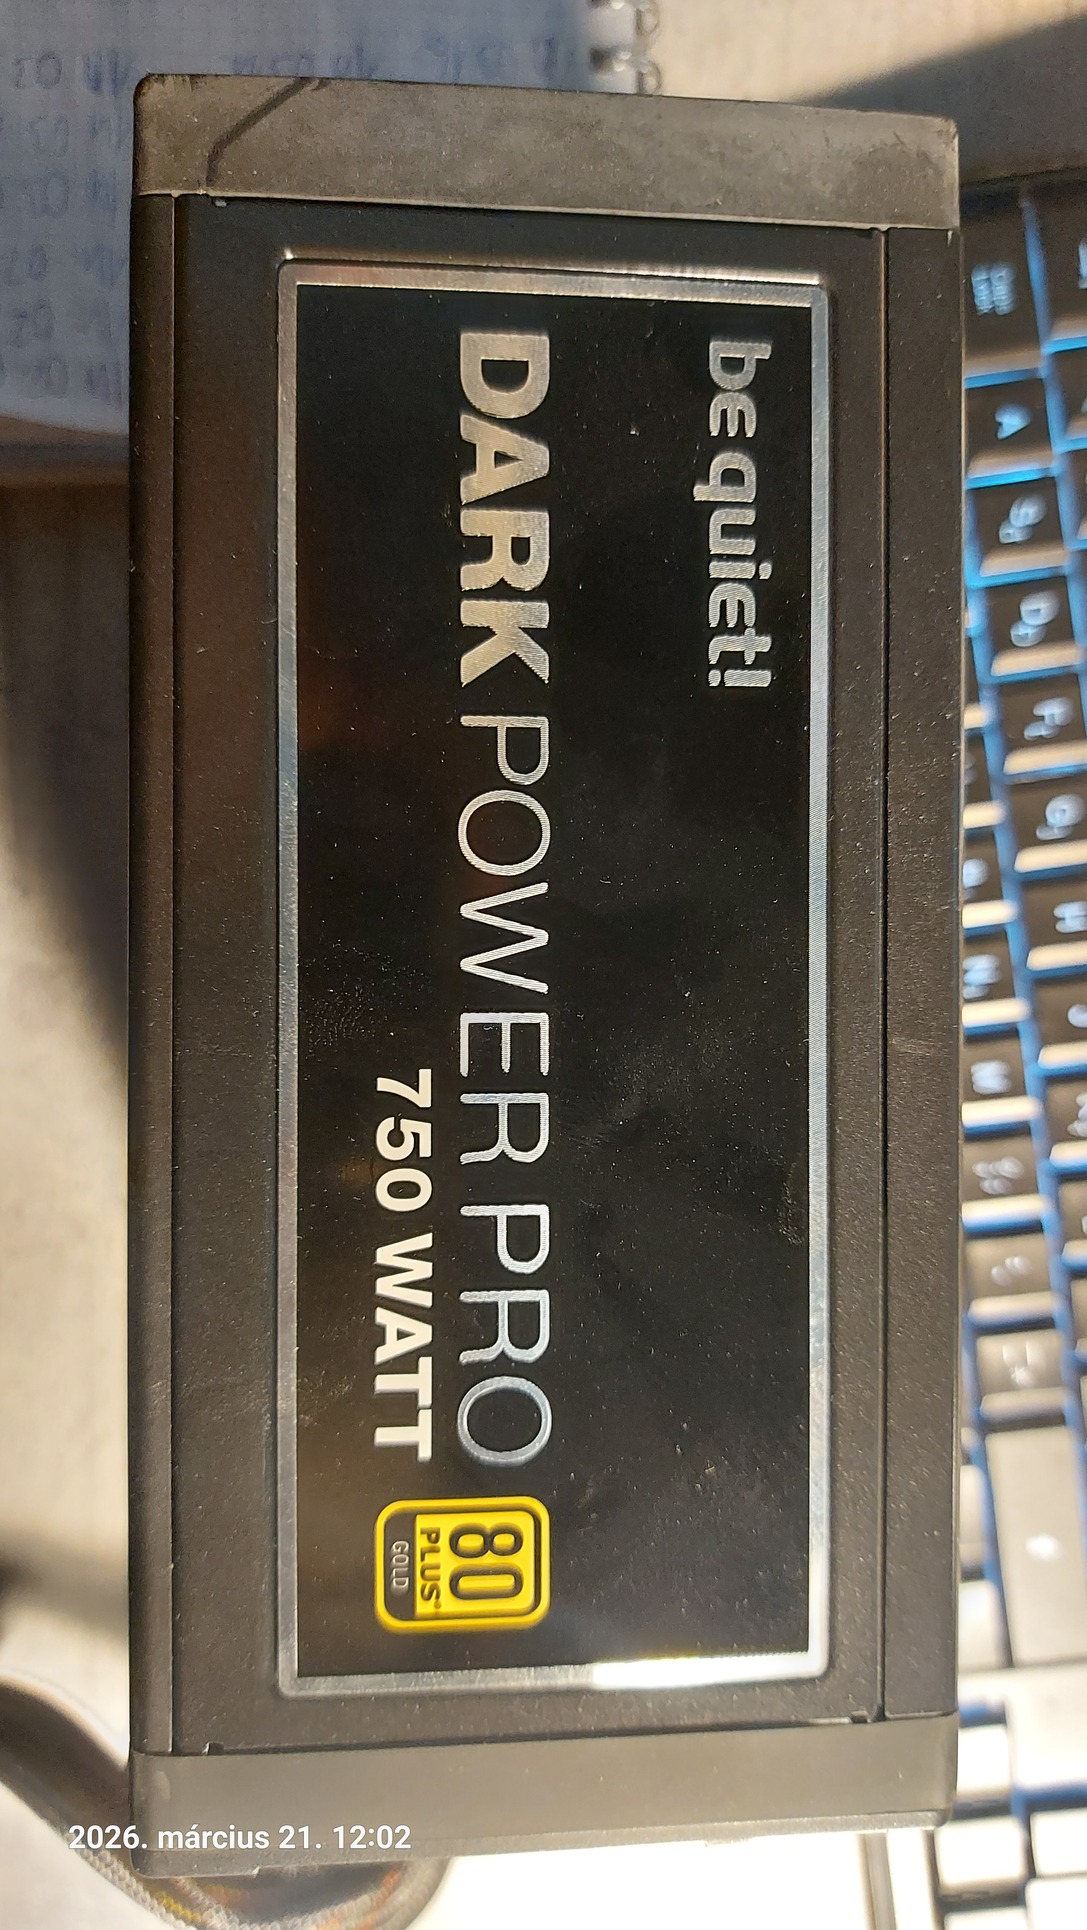 be quiet!
DARK POWER PRO
750 WATT
80
PLUS
GOLD
A
2026. március 21. 12:02